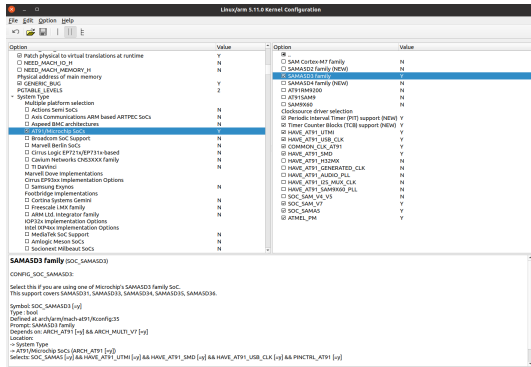 Linux/arm 5.11.0 Kernel Configuration
File Edit Option Help
Option Value
Patch physical to virtual translations at runtime Y
NEED_MACH_IO_H N
NEED_MACH_MEMORY_H N
Physical address of main memory
GENERIC_BUG Y
PGTABLE_LEVELS 2
System Type
Multiple platform selection
Actions Semi SoCs N
Axis Communications ARM based ARTPEC SoCs N
Aspeed BMC architectures N
AT91/Microchip SoCs Y
Broadcom SoC Support N
Marvell Berlin SoCs N
Cirrus Logic EP721x/EP731x-based N
Cavium Networks CNS3XXX family N
TI DaVinci N
Marvell Dove Implementations
Cirrus EP93xx Implementation Options
Samsung Exynos N
Footbridge Implementations
Cortina Systems Gemini N
Freescale i.MX family N
ARM Ltd. Integrator family N
IOP32x Implementation Options
Intel IXP4xx Implementation Options
MediaTek SoC Support N
Amlogic Meson SoCs N
Socionext Milbeaut SoCs N
Option Value
..
SAM Cortex-M7 family N
SAMA5D2 family (NEW) N
SAMA5D3 family Y
SAMA5D4 family (NEW) N
AT91RM9200 N
AT91SAM9 N
SAM9X60 N
Clocksource driver selection
Periodic Interval Timer (PIT) support (NEW) Y
Timer Counter Blocks (TCB) support (NEW) Y
HAVE_AT91_UTMI Y
HAVE_AT91_USB_CLK Y
COMMON_CLK_AT91 Y
HAVE_AT91_SMD Y
HAVE_AT91_H32MX N
HAVE_AT91_GENERATED_CLK N
HAVE_AT91_AUDIO_PLL N
HAVE_AT91_I2S_MUX_CLK N
HAVE_AT91_SAM9X60_PLL N
SOC_SAM_V4_V5 N
SOC_SAM_V7 Y
SOC_SAMA5 Y
ATMEL_PM Y
SAMA5D3 family (SOC_SAMA5D3)
CONFIG_SOC_SAMA5D3:
Select this if you are using one of Microchip's SAMA5D3 family SoC.
This support covers SAMA5D31, SAMA5D33, SAMA5D34, SAMA5D35, SAMA5D36.
Symbol: SOC_SAMA5D3 [=y]
Type : bool
Defined at arch/arm/mach-at91/Kconfig:35
Prompt: SAMA5D3 family
Depends on: ARCH_AT91 [=y] && ARCH_MULTI_V7 [=y]
Location:
-> System Type
-> AT91/Microchip SoCs (ARCH_AT91 [=y])
Selects: SOC_SAMA5 [=y] && HAVE_AT91_UTMI [=y] && HAVE_AT91_SMD [=y] && HAVE_AT91_USB_CLK [=y] && PINCTRL_AT91 [=y]